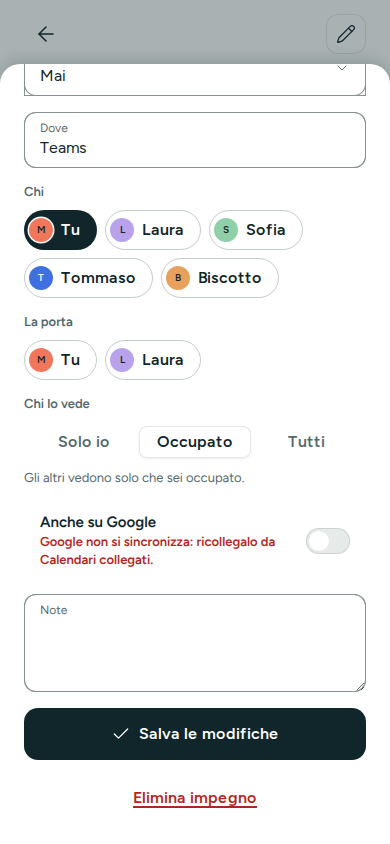 Mai
Dove
Teams
Chi
M Tu
L Laura
S Sofia
T Tommaso
B Biscotto
La porta
M Tu
L Laura
Chi lo vede
Solo io
Occupato
Tutti
Gli altri vedono solo che sei occupato.
Anche su Google
Google non si sincronizza: ricollegalo da
Calendari collegati.
Note
Salva le modifiche
Elimina impegno